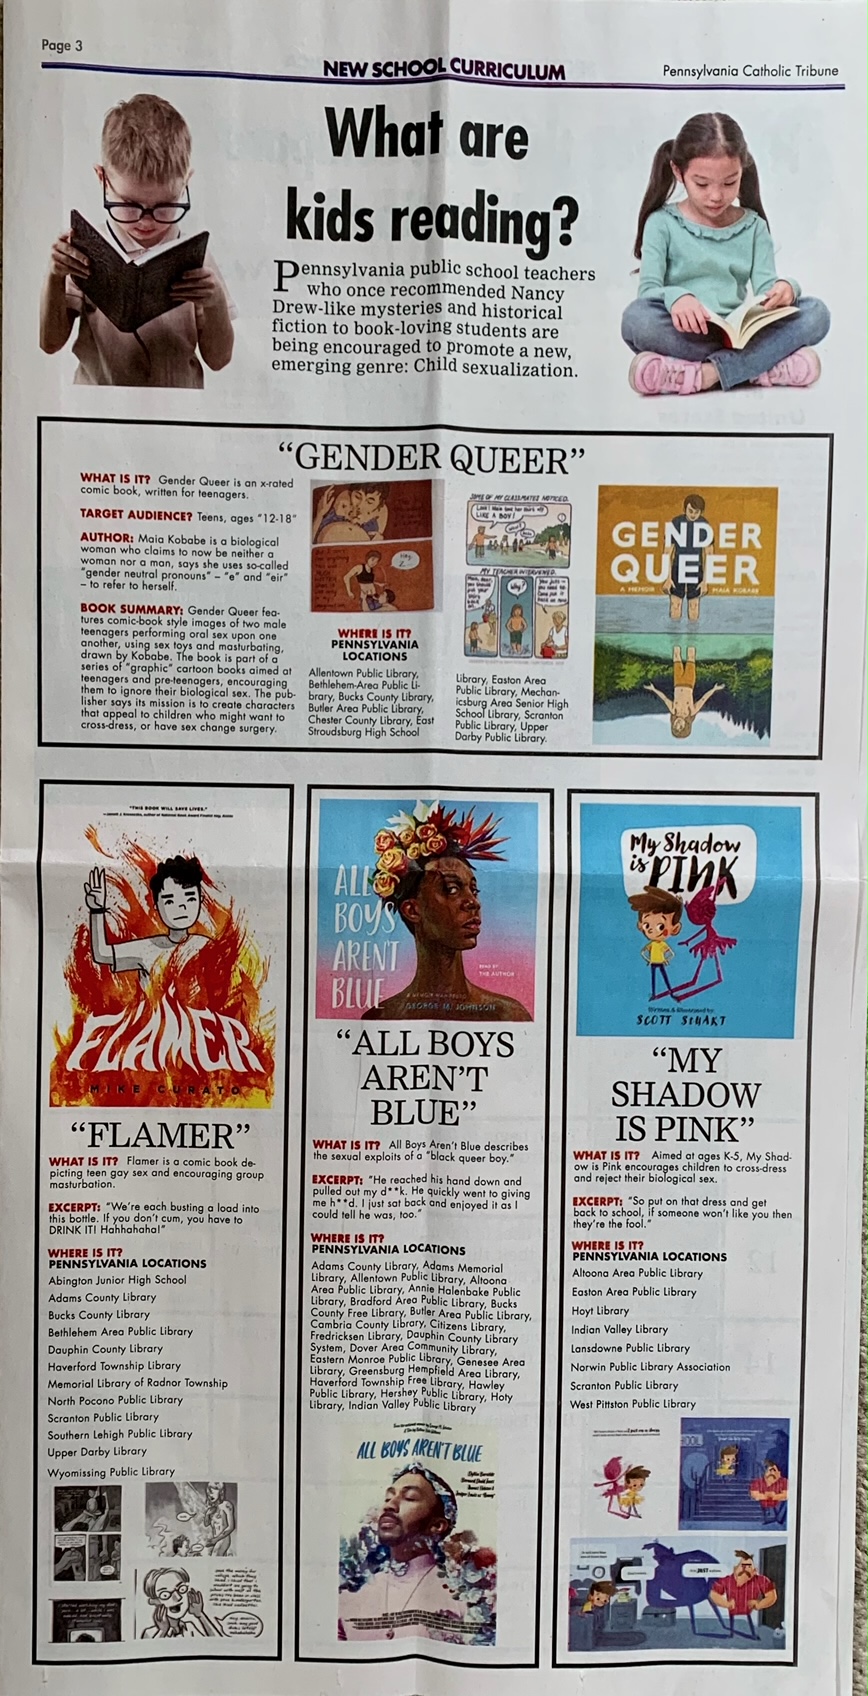 Page 3
NEW SCHOOL CURRICULUM
Pennsylvania Catholic Tribune
What are
kids reading?
Pennsylvania public school teachers
who once recommended Nancy
Drew-like mysteries and historical
fiction to book-loving students are
being encouraged to promote a new,
emerging genre: Child sexualization.
“GENDER QUEER”
WHAT IS IT? Gender Queer is an x-rated
comic book, written for teenagers.
TARGET AUDIENCE? Teens, ages "12-18"
AUTHOR: Maia Kobabe is a biological
woman who claims to now be neither a
woman nor a man, says she uses so-called
"gender neutral pronouns" – "e" and "eir"
– to refer to herself.
BOOK SUMMARY: Gender Queer fea-
tures comic-book style images of two male
teenagers performing oral sex upon one
another, using sex toys and masturbating,
drawn by Kobabe. The book is part of a
series of "graphic" cartoon books aimed at
teenagers and pre-teenagers, encouraging
them to ignore their biological sex. The pub-
lisher says its mission is to create characters
that appeal to children who might want to
cross-dress, or have sex change surgery.
WHERE IS IT?
PENNSYLVANIA
LOCATIONS
Allentown Public Library,
Bethlehem-Area Public Li-
brary, Bucks County Library,
Butler Area Public Library,
Chester County Library, East
Stroudsburg High School
SOME OF MY CLASSMATES NOTICED.
LIKE A BOY!
MY TEACHER INTERVENED.
Why?
Library, Easton Area
Public Library, Mechan-
icsburg Area Senior High
School Library, Scranton
Public Library, Upper
Darby Public Library.
GENDER
QUEER
A MEMOIR MAIA KOBABE
"THIS BOOK WILL SAVE LIVES."
FLAMER
MIKE CURATO
“FLAMER”
WHAT IS IT? Flamer is a comic book de-
picting teen gay sex and encouraging group
masturbation.
EXCERPT: "We're each busting a load into
this bottle. If you don't cum, you have to
DRINK IT! Hahhahaha!"
WHERE IS IT?
PENNSYLVANIA LOCATIONS
Abington Junior High School
Adams County Library
Bucks County Library
Bethlehem Area Public Library
Dauphin County Library
Haverford Township Library
Memorial Library of Radnor Township
North Pocono Public Library
Scranton Public Library
Southern Lehigh Public Library
Upper Darby Library
Wyomissing Public Library
ALL
BOYS
AREN'T
BLUE
READ BY
THE AUTHOR
A MEMOIR-MANIFESTO
GEORGE M. JOHNSON
“ALL BOYS
AREN’T
BLUE”
WHAT IS IT? All Boys Aren't Blue describes
the sexual exploits of a "black queer boy."
EXCERPT: "He reached his hand down and
pulled out my d**k. He quickly went to giving
me h**d. I just sat back and enjoyed it as I
could tell he was, too."
WHERE IS IT?
PENNSYLVANIA LOCATIONS
Adams County Library, Adams Memorial
Library, Allentown Public Library, Altoona
Area Public Library, Annie Halenbake Public
Library, Bradford Area Public Library, Bucks
County Free Library, Butler Area Public Library,
Cambria County Library, Citizens Library,
Fredricksen Library, Dauphin County Library
System, Dover Area Community Library,
Eastern Monroe Public Library, Genesee Area
Library, Greensburg Hempfield Area Library,
Haverford Township Free Library, Hawley
Public Library, Hershey Public Library, Hoty
Library, Indian Valley Public Library
ALL BOYS AREN'T BLUE
My Shadow
is PINK
Written & Illustrated by
SCOTT STUART
“MY
SHADOW
IS PINK”
WHAT IS IT? Aimed at ages K-5, My Shad-
ow is Pink encourages children to cross-dress
and reject their biological sex.
EXCERPT: "So put on that dress and get
back to school, if someone won't like you then
they're the fool."
WHERE IS IT?
PENNSYLVANIA LOCATIONS
Altoona Area Public Library
Easton Area Public Library
Hoyt Library
Indian Valley Library
Lansdowne Public Library
Norwin Public Library Association
Scranton Public Library
West Pittston Public Library